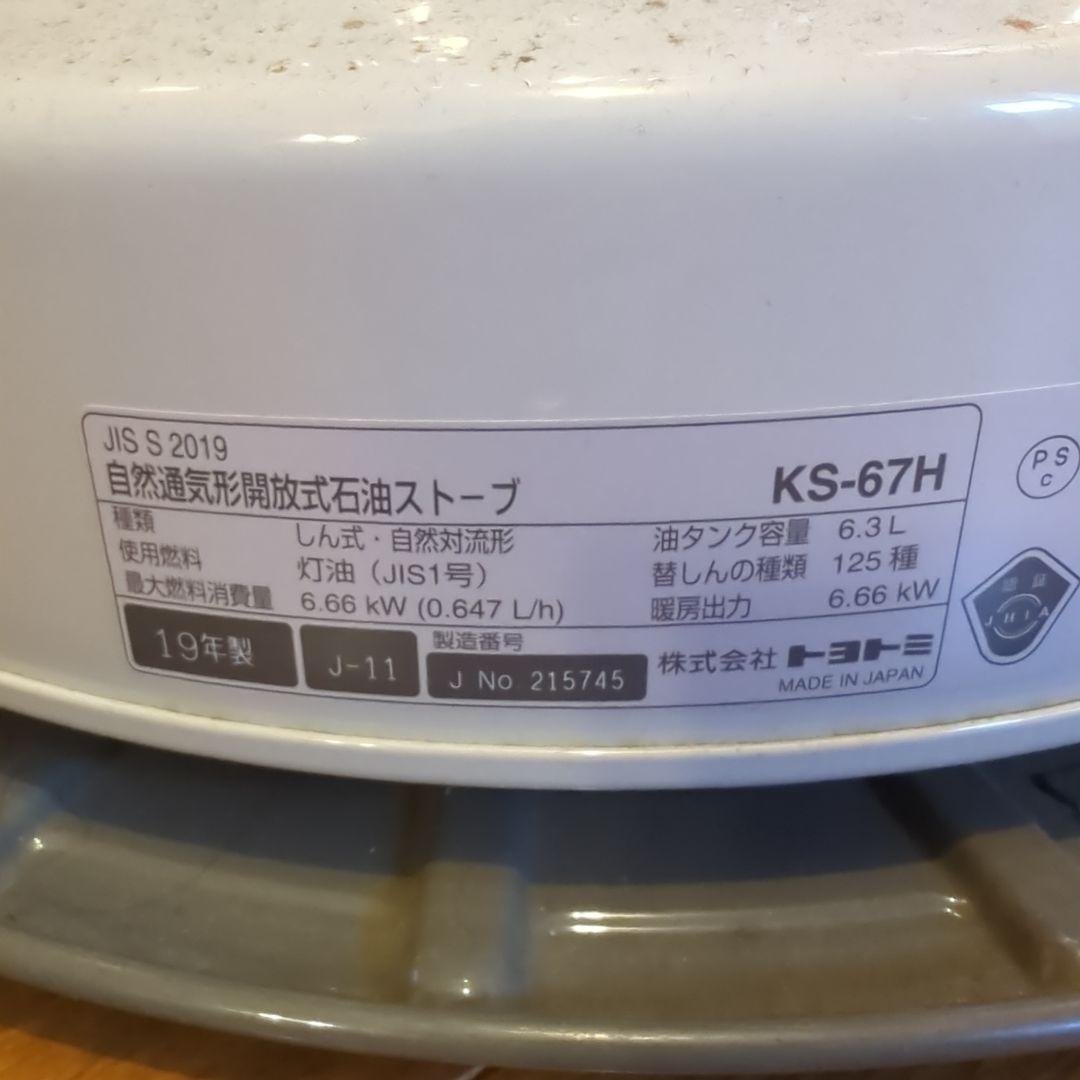 JIS S 2019
自然通気形開放式石油ストーブ KS-67H
種類 しん式・自然対流形 油タンク容量 6.3 L
使用燃料 灯油（JIS1号） 替しんの種類 125 種
最大燃料消費量 6.66 kW (0.647 L/h) 暖房出力 6.66 kW
19年製 J-11 製造番号
J No 215745
株式会社 トヨトミ
MADE IN JAPAN
PS
C
認証
JHIA